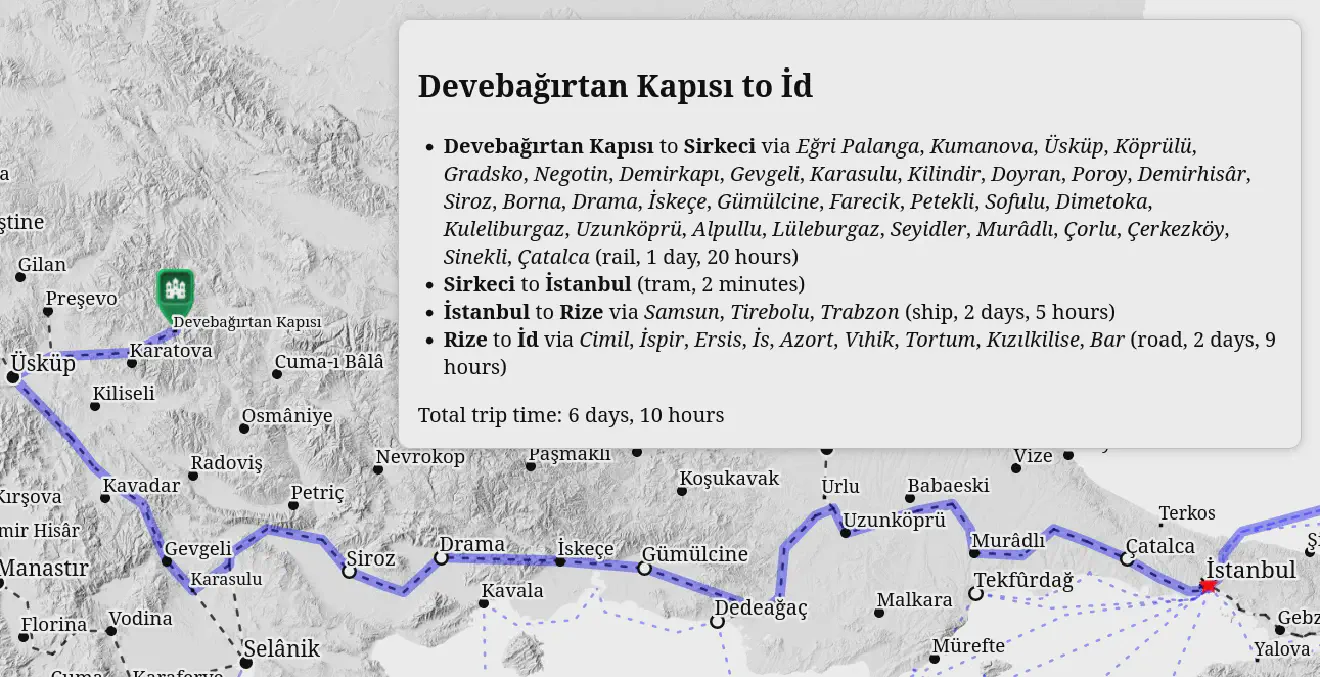 Devebağırtan Kapısı to İd
Devebağırtan Kapısı to Sirkeci via Eğri Palanga, Kumanova, Üsküp, Köprülü,
Gradsko, Negotin, Demirkapı, Gevgeli, Karasulu, Kilindir, Doyran, Poroy, Demirhisâr,
Siroz, Borna, Drama, İskeçe, Gümülcine, Farecik, Petekli, Sofulu, Dimetoka,
Kuleliburgaz, Uzunköprü, Alpullu, Lüleburgaz, Seyidler, Murâdlı, Çorlu, Çerkezköy,
Sinekli, Çatalca (rail, 1 day, 20 hours)
Sirkeci to İstanbul (tram, 2 minutes)
İstanbul to Rize via Samsun, Tirebolu, Trabzon (ship, 2 days, 5 hours)
Rize to İd via Cimil, İspir, Ersis, İs, Azort, Vıhik, Tortum, Kızılkilise, Bar (road, 2 days, 9
hours)
Total trip time: 6 days, 10 hours
a
ştine
Gilan
Preşevo
Devebağırtan Kapısı
Karatova
Üsküp
Cuma-ı Bâlâ
Kiliseli
Osmâniye
Radoviş
Nevrokop
Paşmaklı
Vize
Kavadar
Kırşova
Petriç
Koşukavak
Urlu
Babaeski
Terkos
mir Hisâr
Uzunköprü
Gevgeli
Siroz
Drama
İskeçe
Gümülcine
Murâdlı
Çatalca
Manastır
Karasulu
Tekfûrdağ
İstanbul
Kavala
Dedeağaç
Malkara
Florina
Vodina
Gebz
Selânik
Mürefte
Yalova
Cuma
Karaferye